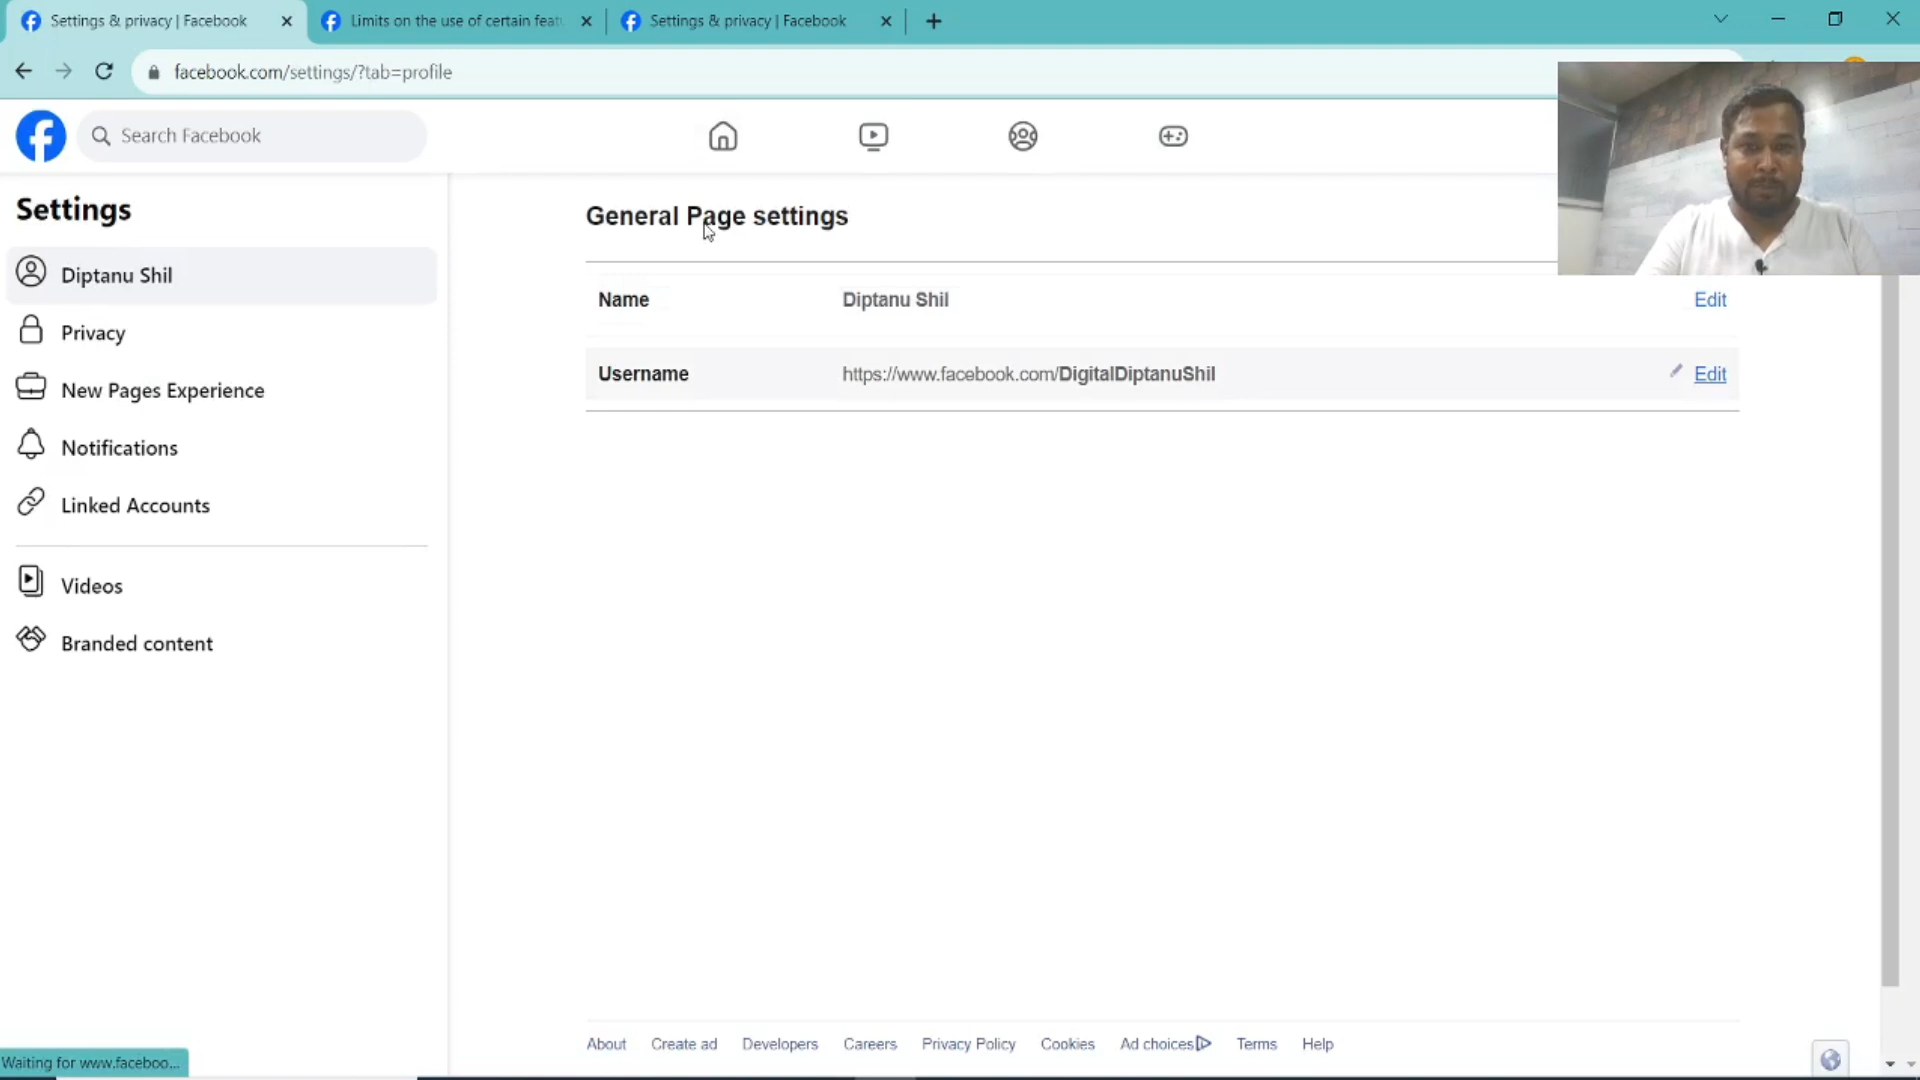 Settings & privacy | Facebook
Limits on the use of certain feat
Settings & privacy | Facebook
facebook.com/settings/?tab=profile
Search Facebook
Settings
Diptanu Shil
Privacy
New Pages Experience
Notifications
Linked Accounts
Videos
Branded content
General Page settings
Name Diptanu Shil Edit
Username https://www.facebook.com/DigitalDiptanuShil Edit
About Create ad Developers Careers Privacy Policy Cookies Ad choices Terms Help
Waiting for www.faceboo...